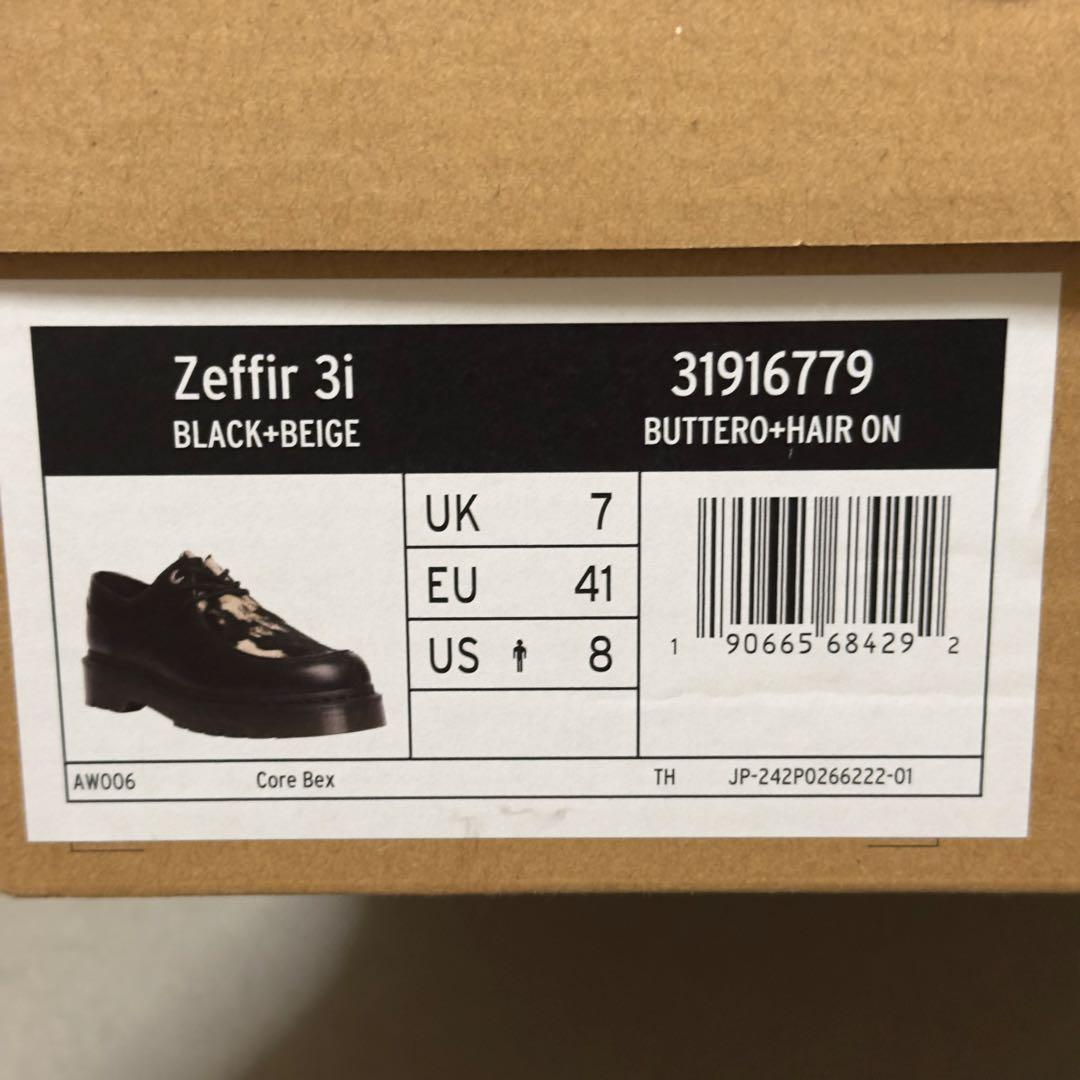 Zeffir 3i
BLACK+BEIGE
31916779
BUTTERO+HAIR ON
UK 7
EU 41
US 8
1 90665 68429 2
AW006 Core Bex TH JP-242P0266222-01